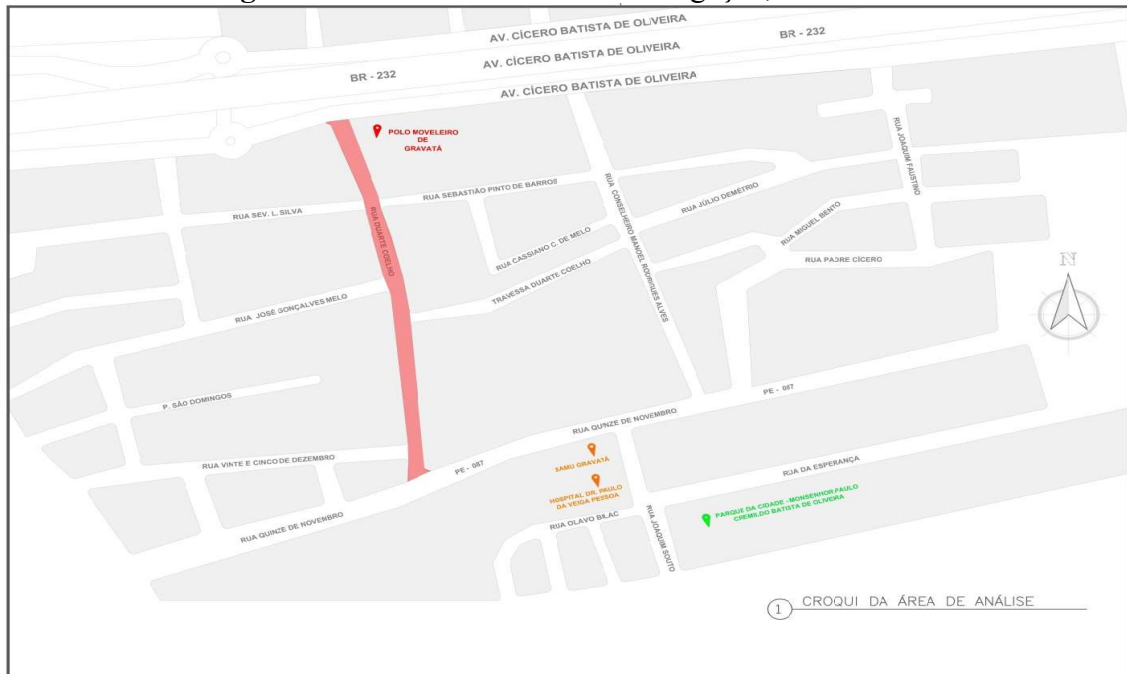 AV. CÍCERO BATISTA DE OLIVEIRA
BR - 232
AV. CÍCERO BATISTA DE OLIVEIRA
BR - 232
AV. CÍCERO BATISTA DE OLIVEIRA
POLO MOVELEIRO
DE
GRAVATÁ
RUA JOAQUIM FAUSTINO
RUA SEBASTIÃO PINTO DE BARROS
RUA SEV. L. SILVA
RUA DUARTE COELHO
RUA CONSELHEIRO MANOEL RODRIGUES ALVES
RUA JÚLIO DEMÉTRIO
RUA MIGUEL BENTO
RUA CASSIANO C. DE MELO
RUA PADRE CÍCERO
N
TRAVESSA DUARTE COELHO
RUA JOSÉ GONÇALVES MELO
P. SÃO DOMINGOS
PE - 087
RUA QUINZE DE NOVEMBRO
RUA VINTE E CINCO DE DEZEMBRO
PE - 087
SAMU GRAVATÁ
RUA DA ESPERANÇA
HOSPITAL DR. PAULO
DA VEIGA PESSOA
RUA QUINZE DE NOVEMBRO
RUA OLAVO BILAC
RUA JOAQUIM SOUTO
PARQUE DA CIDADE - MONSENHOR PAULO
CREMILDO BATISTA DE OLIVEIRA
1 CROQUI DA ÁREA DE ANÁLISE